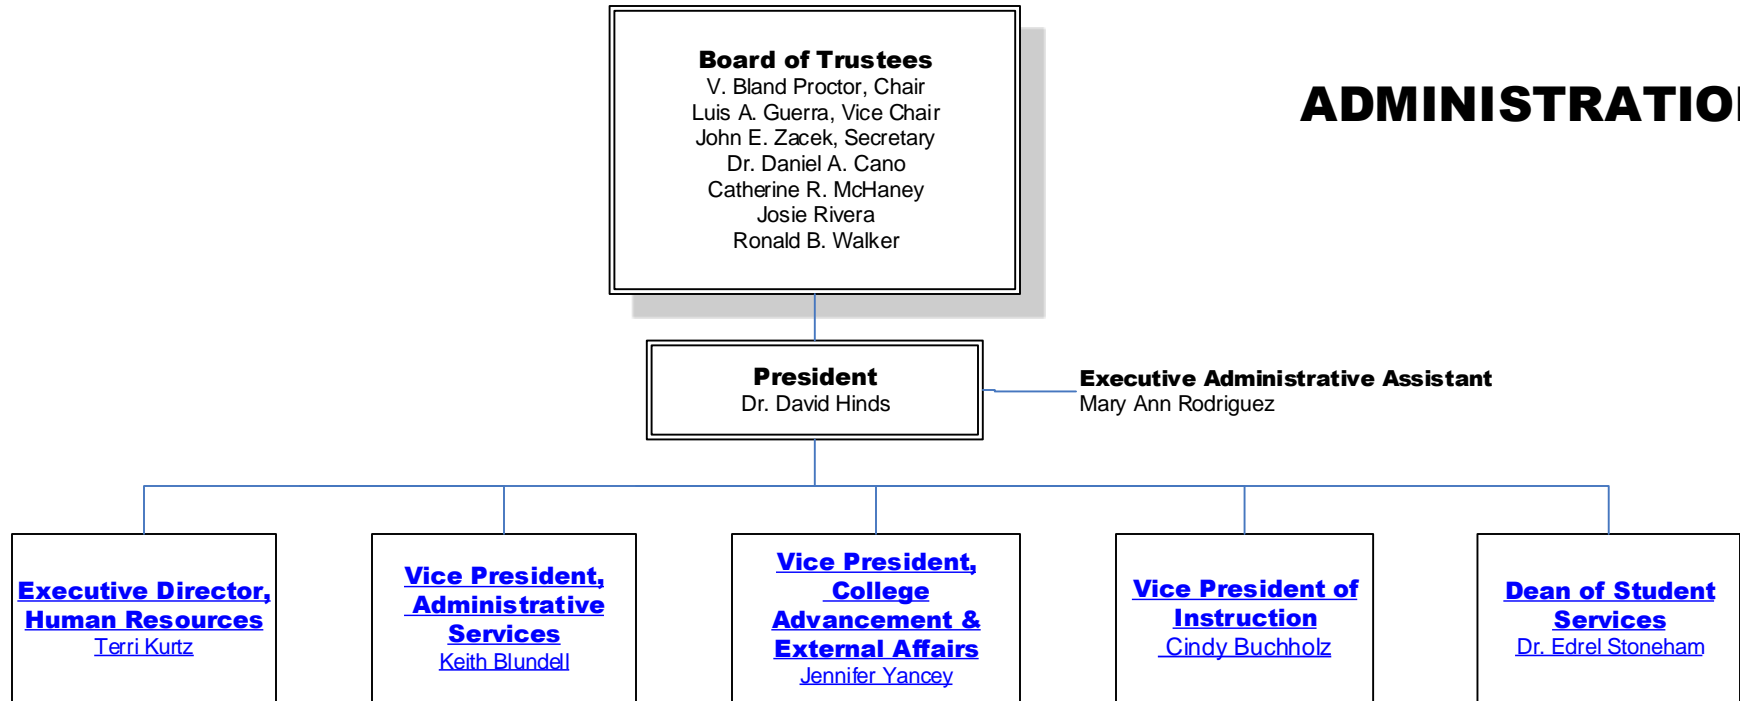 Board of Trustees
V. Bland Proctor, Chair
Luis A. Guerra, Vice Chair
John E. Zacek, Secretary
Dr. Daniel A. Cano
Catherine R. McHaney
Josie Rivera
Ronald B. Walker
ADMINISTRATION
President
Dr. David Hinds
Executive Administrative Assistant
Mary Ann Rodriguez
Executive Director,
Human Resources
Terri Kurtz
Vice President,
Administrative
Services
Keith Blundell
Vice President,
College
Advancement &
External Affairs
Jennifer Yancey
Vice President of
Instruction
Cindy Buchholz
Dean of Student
Services
Dr. Edrel Stoneham